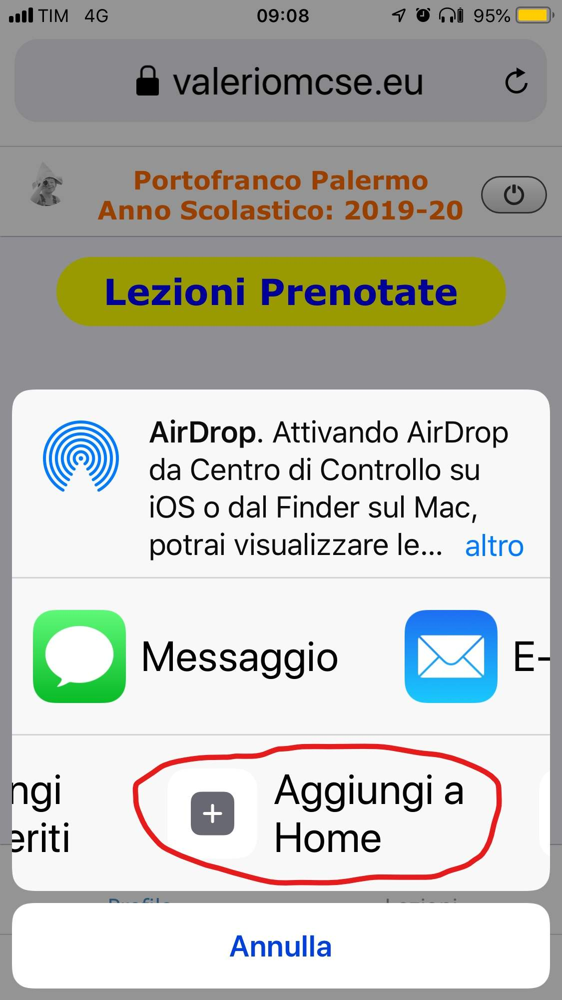 TIM 4G 09:08 95%
valeriomcse.eu
Portofranco Palermo
Anno Scolastico: 2019-20
Lezioni Prenotate
AirDrop. Attivando AirDrop
da Centro di Controllo su
iOS o dal Finder sul Mac,
potrai visualizzare le... altro
Messaggio
E-
ngi
eriti
Aggiungi a
Home
Profilo
Lezioni
Annulla